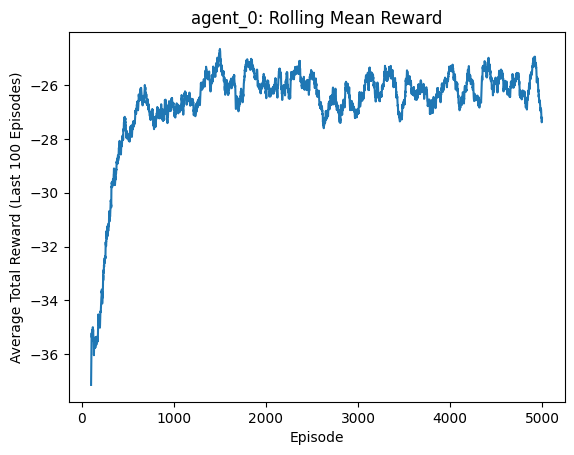 agent_0: Rolling Mean Reward
Average Total Reward (Last 100 Episodes)
−26
−28
−30
−32
−34
−36
0 1000 2000 3000 4000 5000
Episode